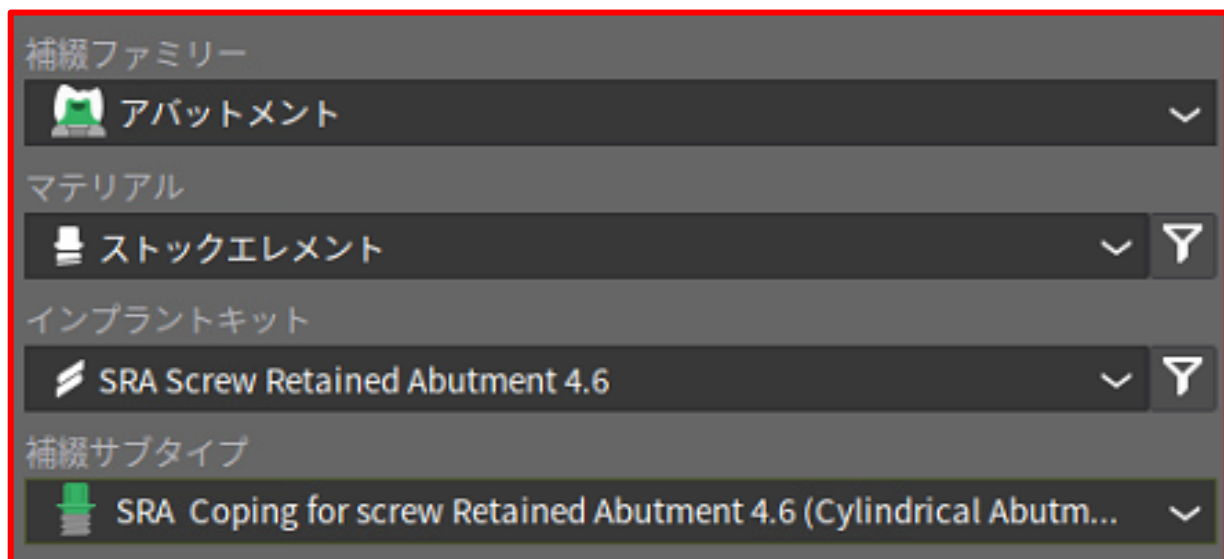 補綴ファミリー
アバットメント
マテリアル
ストックエレメント
インプラントキット
SRA Screw Retained Abutment 4.6
補綴サブタイプ
SRA Coping for screw Retained Abutment 4.6 (Cylindrical Abutm...